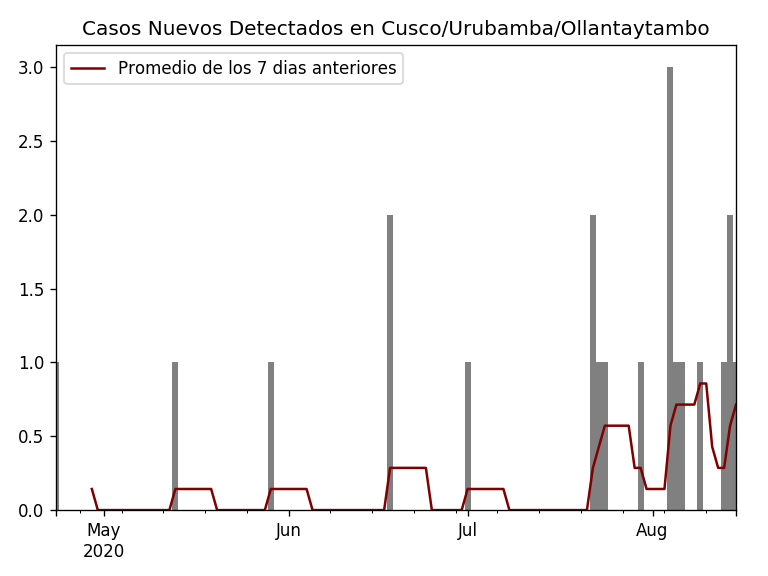 Casos Nuevos Detectados en Cusco/Urubamba/Ollantaytambo
Promedio de los 7 dias anteriores
3.0
2.5
2.0
1.5
1.0
0.5
0.0
May Jun Jul Aug
2020